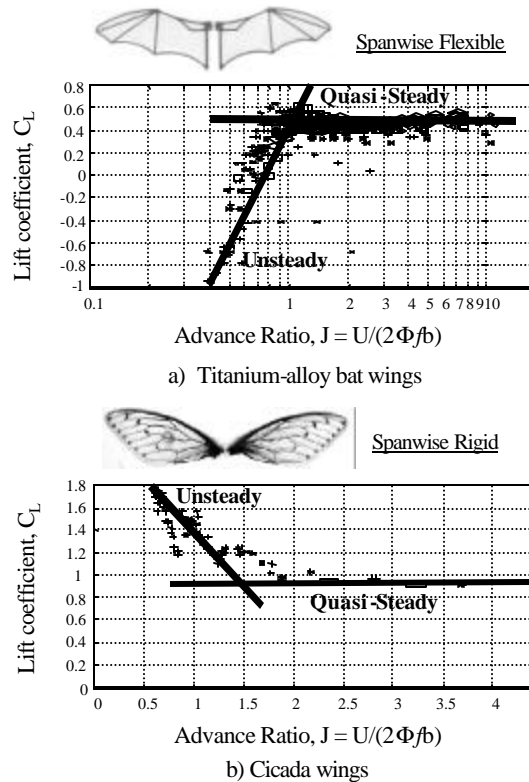 Spanwise Flexible
0.8
0.6
0.4
0.2
0
-0.2
-0.4
-0.6
-0.8
-1
Lift coefficient, C_L
Quasi-Steady
Unsteady
0.1 1 2 3 4 5 6 7 8 9 10
Advance Ratio, J = U/(2Φfb)
a) Titanium-alloy bat wings
Spanwise Rigid
1.8
1.6
1.4
1.2
1
0.8
0.6
0.4
0.2
0
Lift coefficient, C_L
Unsteady
Quasi-Steady
0 0.5 1 1.5 2 2.5 3 3.5 4
Advance Ratio, J = U/(2Φfb)
b) Cicada wings